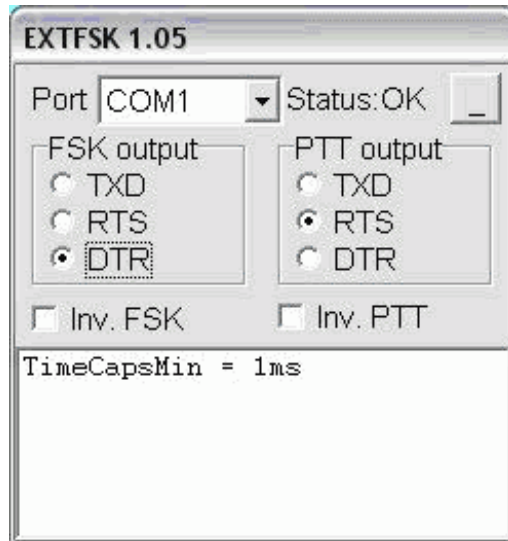 EXTFSK 1.05
Port COM1 Status:OK _
FSK output PTT output
TXD TXD
RTS RTS
DTR DTR
Inv. FSK Inv. PTT
TimeCapsMin = 1ms